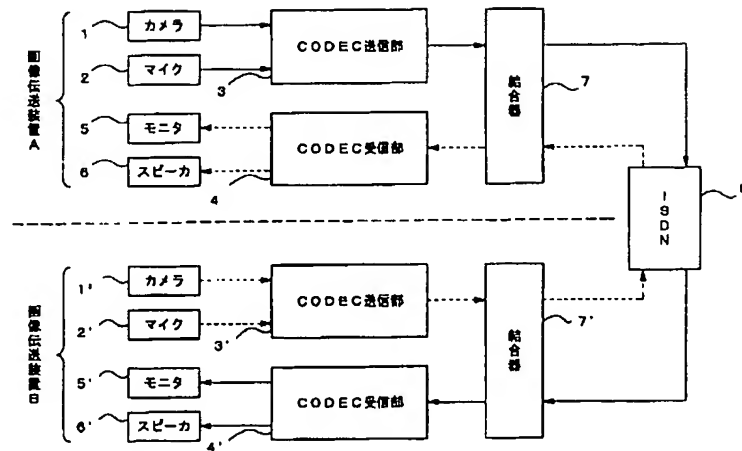 画像伝送装置A
1
カメラ
2
マイク
3
CODEC送信部
5
モニタ
6
スピーカ
4
CODEC受信部
結合器
7
ISDN
画像伝送装置B
1'
カメラ
2'
マイク
3'
CODEC送信部
5'
モニタ
6'
スピーカ
4'
CODEC受信部
結合器
7'